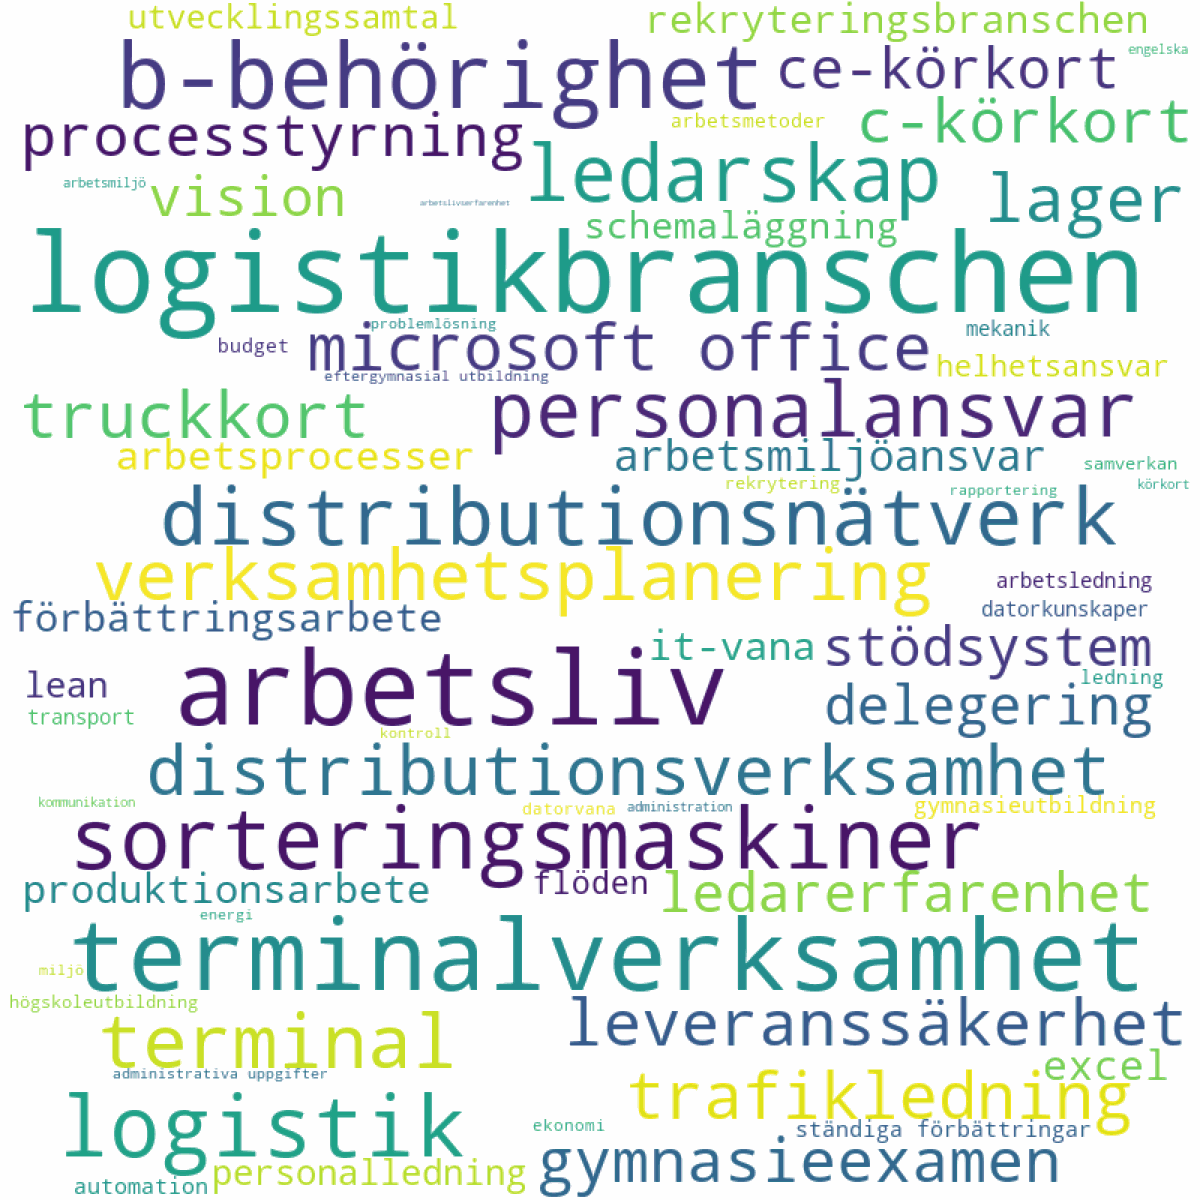 utvecklingssamtal
rekryteringsbranschen
b-behörighet
ce-körkort
engelska
processtyrning
arbetsmetoder
c-körkort
ledarskap
arbetsmiljö
vision
arbetslivserfarenhet
lager
schemaläggning
logistikbranschen
problemlösning
mekanik
budget
microsoft office
helhetsansvar
eftergymnasial utbildning
truckkort
personalansvar
arbetsprocesser
arbetsmiljöansvar
samverkan
rekrytering
rapportering
körkort
distributionsnätverk
verksamhetsplanering
arbetsledning
datorkunskaper
förbättringsarbete
it-vana
stödsystem
lean
arbetsliv
ledning
transport
delegering
kontroll
distributionsverksamhet
kommunikation
datorvana
administration
gymnasieutbildning
sorteringsmaskiner
produktionsarbete
flöden
ledarerfarenhet
energi
terminalverksamhet
miljö
högskoleutbildning
leveranssäkerhet
terminal
excel
administrativa uppgifter
trafikledning
logistik
ekonomi
ständiga förbättringar
personalledning
gymnasieexamen
automation